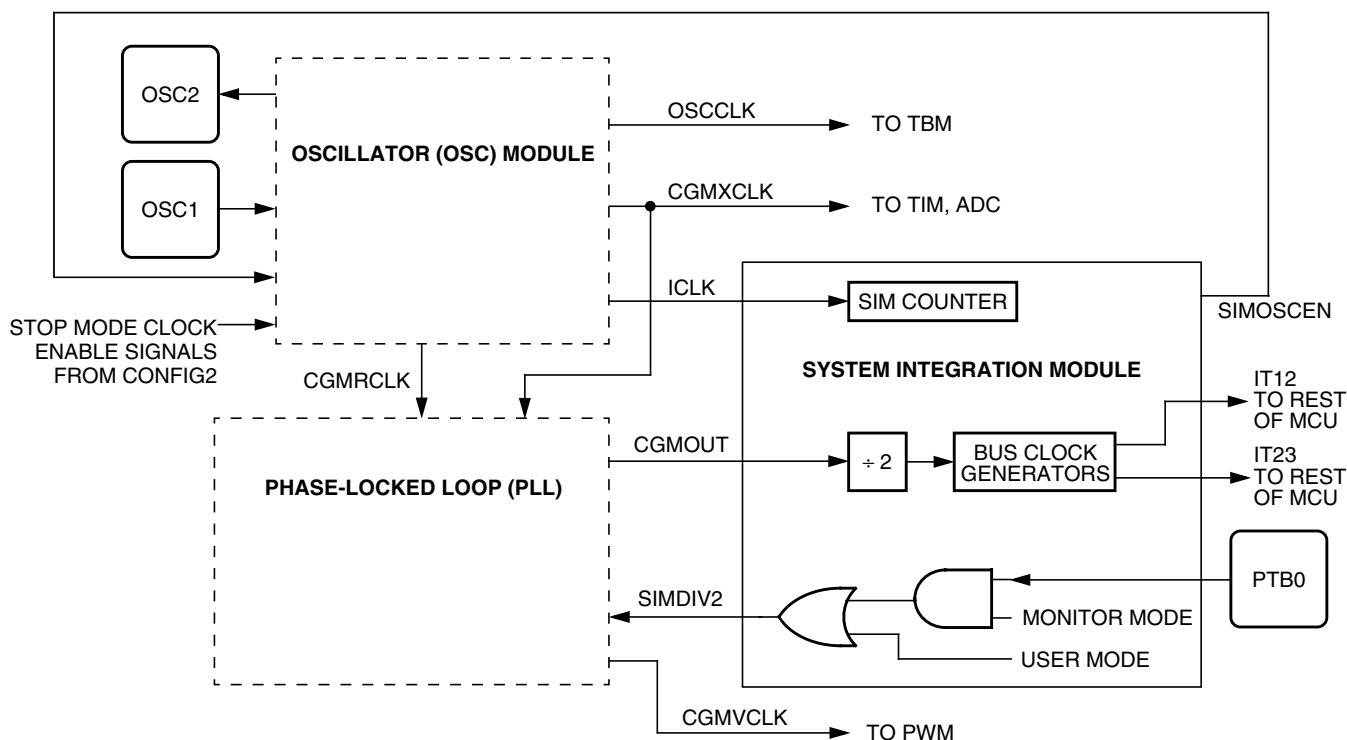 OSC2
OSCCLK
TO TBM
OSCILLATOR (OSC) MODULE
OSC1
CGMXCLK
TO TIM, ADC
ICLK
SIM COUNTER
SIMOSCEN
STOP MODE CLOCK
ENABLE SIGNALS
FROM CONFIG2
CGMRCLK
SYSTEM INTEGRATION MODULE
IT12
TO REST
OF MCU
CGMOUT
÷ 2
BUS CLOCK
GENERATORS
IT23
TO REST
OF MCU
PHASE-LOCKED LOOP (PLL)
SIMDIV2
PTB0
MONITOR MODE
USER MODE
CGMVCLK
TO PWM